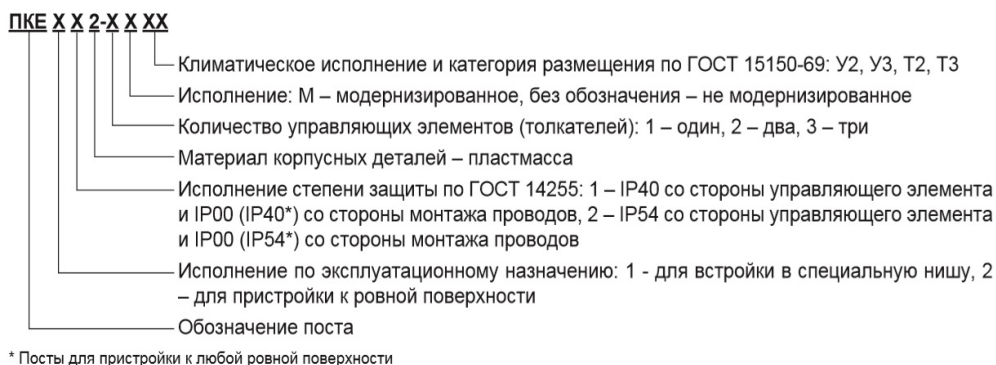 ПКЕ Х Х 2-Х Х ХХ
Климатическое исполнение и категория размещения по ГОСТ 15150-69: У2, У3, Т2, Т3
Исполнение: М – модернизированное, без обозначения – не модернизированное
Количество управляющих элементов (толкателей): 1 – один, 2 – два, 3 – три
Материал корпусных деталей – пластмасса
Исполнение степени защиты по ГОСТ 14255: 1 – IP40 со стороны управляющего элемента
и IP00 (IP40*) со стороны монтажа проводов, 2 – IP54 со стороны управляющего элемента
и IP00 (IP54*) со стороны монтажа проводов
Исполнение по эксплуатационному назначению: 1 - для встройки в специальную нишу, 2
– для пристройки к ровной поверхности
Обозначение поста
* Посты для пристройки к любой ровной поверхности